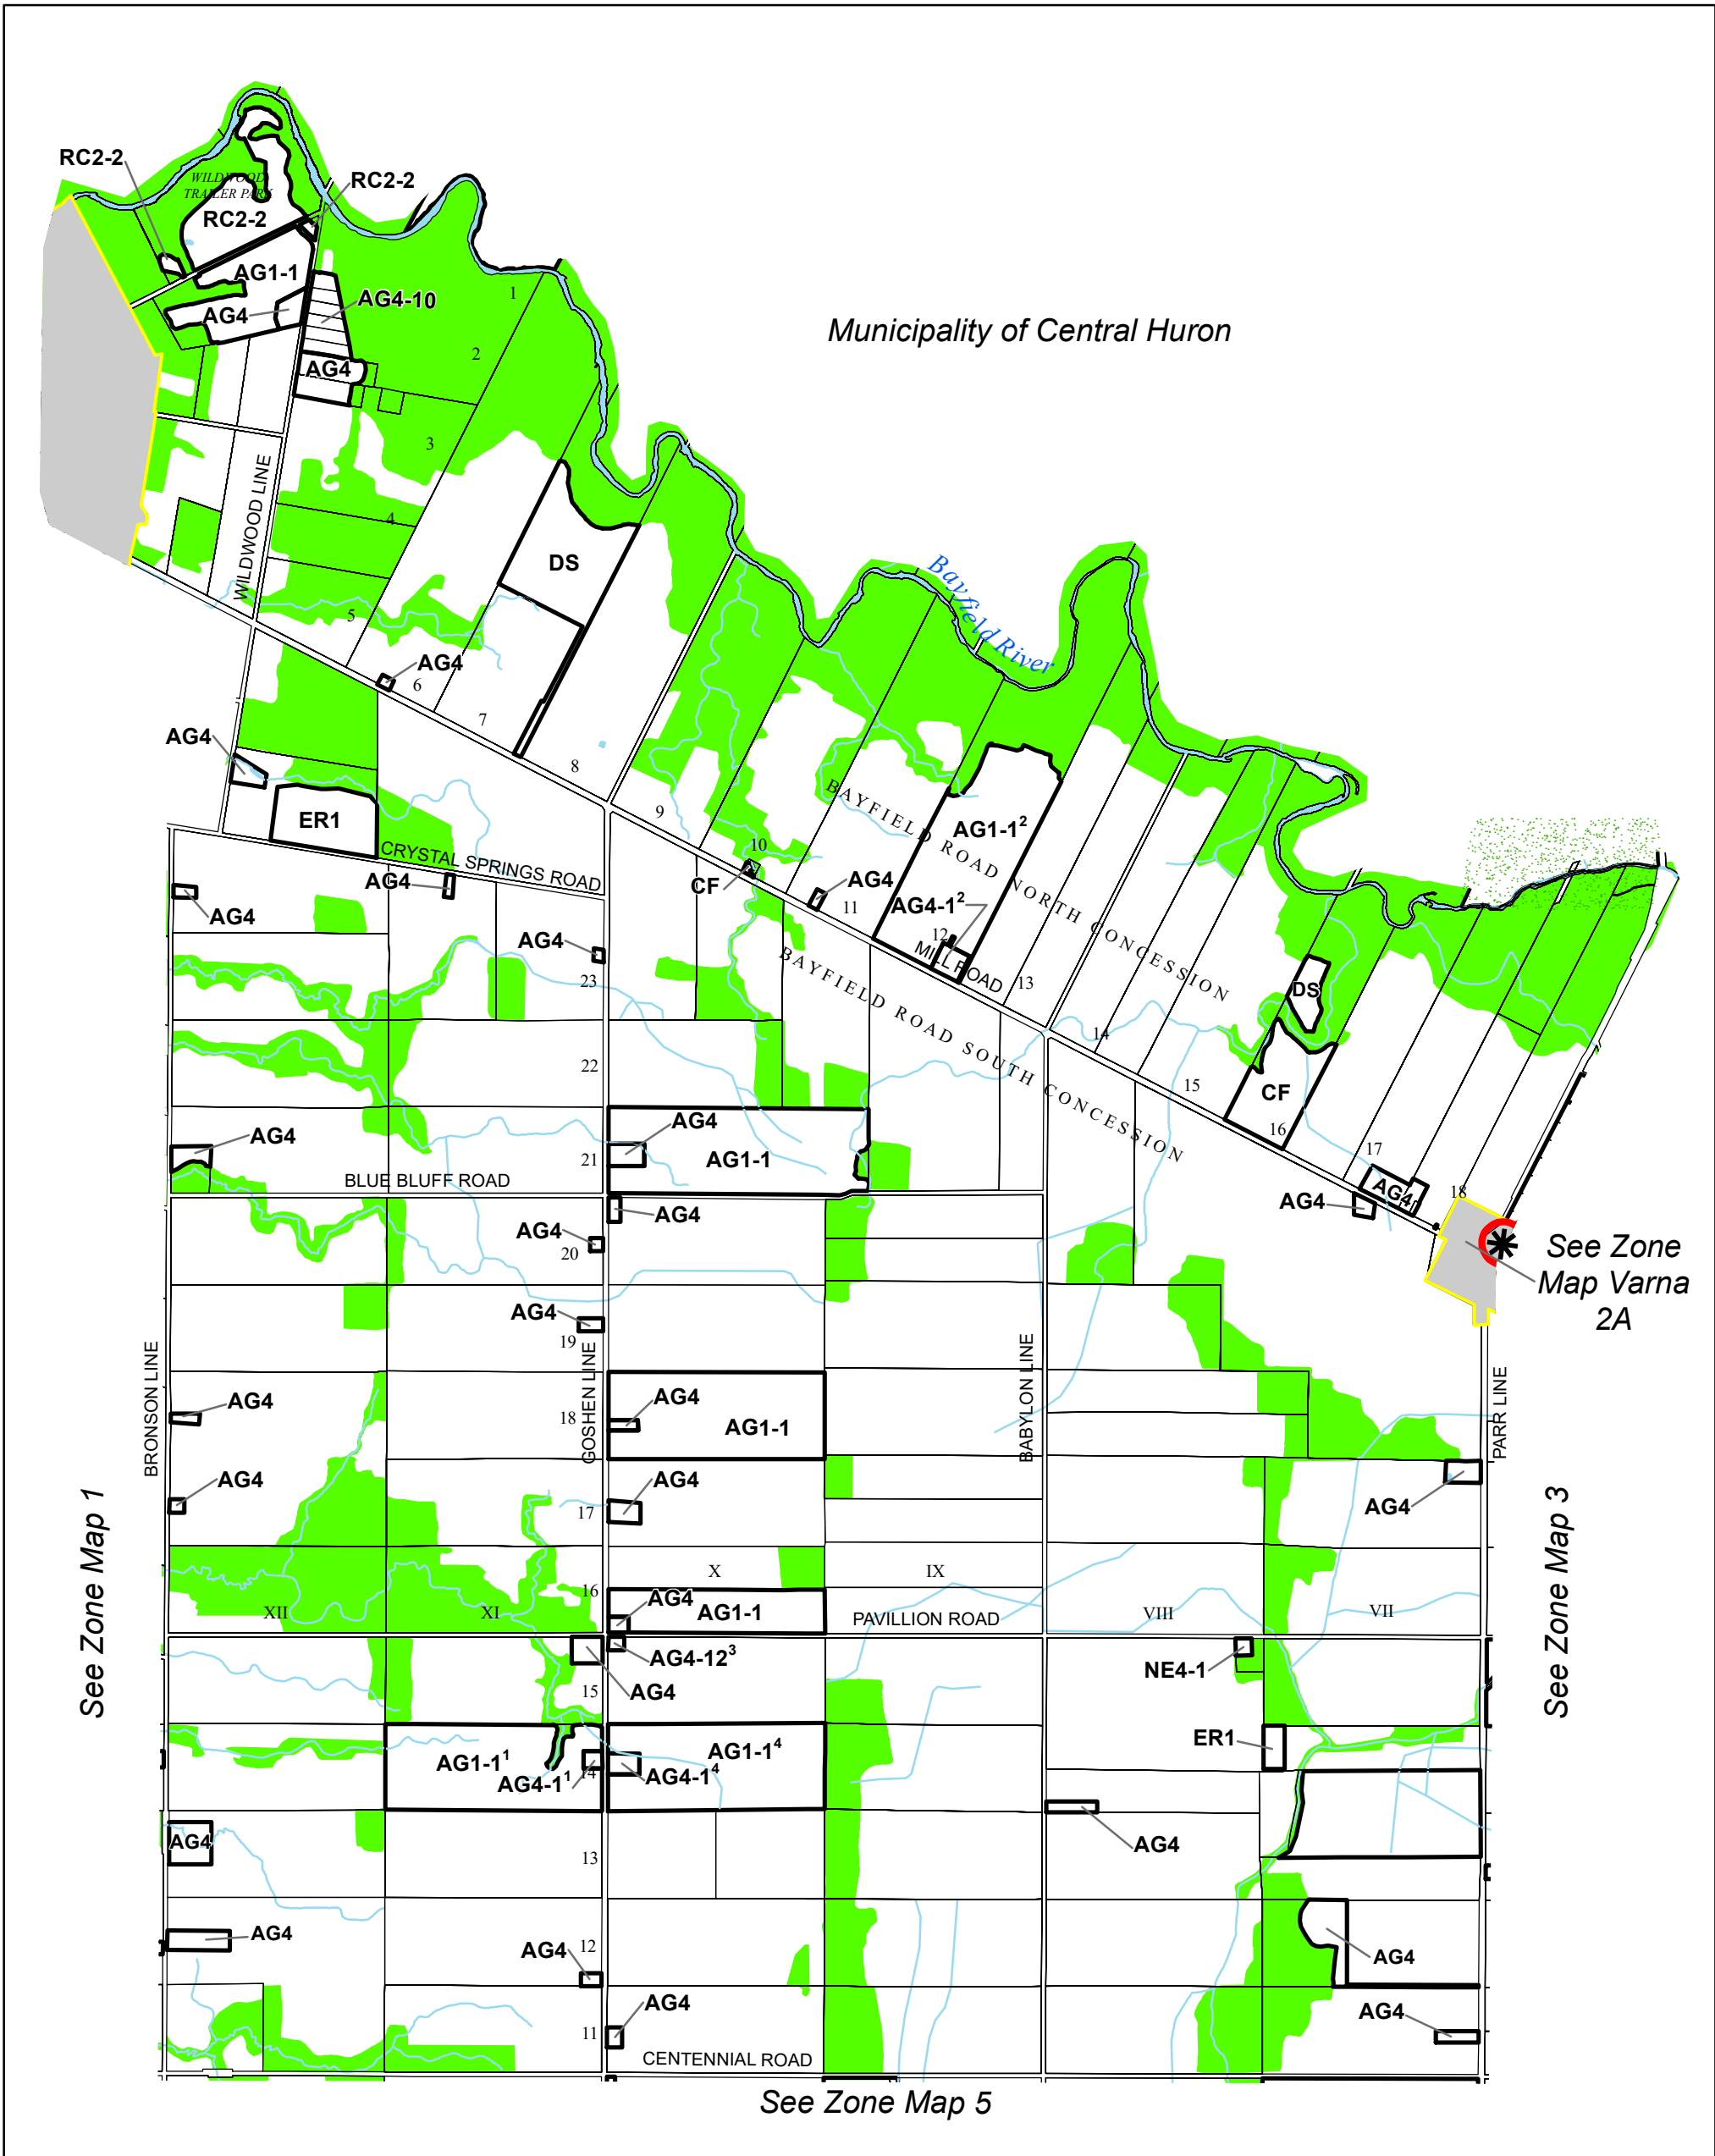 RC2-2
WILDWOOD
TRAILER PARK
RC2-2
RC2-2
AG1-1
AG4-10
AG4
AG4
1
2
3
4
5
6
7
8
9
10
11
12
13
14
15
16
17
18
Municipality of Central Huron
WILDWOOD LINE
DS
Bayfield
River
AG4
AG4
ER1
CRYSTAL SPRINGS ROAD
AG4
AG4
AG4
CF
AG4
BAYFIELD ROAD NORTH CONCESSION
AG1-1²
AG4-1²
MILL ROAD
BAYFIELD ROAD SOUTH CONCESSION
DS
CF
23
22
AG4
AG4
21
AG1-1
BLUE BLUFF ROAD
AG4
AG4
20
AG4
AG4
See Zone
Map Varna
2A
AG4
19
BRONSON LINE
GOSHEN LINE
BABYLON LINE
PARR LINE
AG4
18
AG4
AG1-1
AG4
AG4
17
AG4
See Zone Map 1
See Zone Map 3
X
IX
16
AG4
AG1-1
XII
XI
PAVILLION ROAD
VIII
VII
AG4-12³
AG4
15
NE4-1
ER1
AG1-1¹
AG4-1¹
14
AG1-1⁴
AG4-1⁴
AG4
13
AG4
AG4
AG4
12
AG4
AG4
11
AG4
CENTENNIAL ROAD
See Zone Map 5